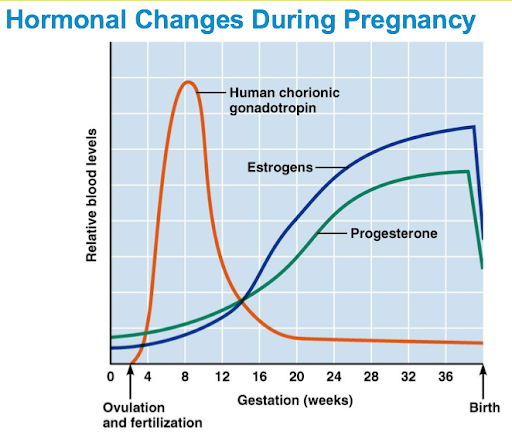 Hormonal Changes During Pregnancy
Human chorionic
gonadotropin
Estrogens
Progesterone
Relative blood levels
0 4 8 12 16 20 24 28 32 36
Gestation (weeks)
Ovulation
and fertilization
Birth